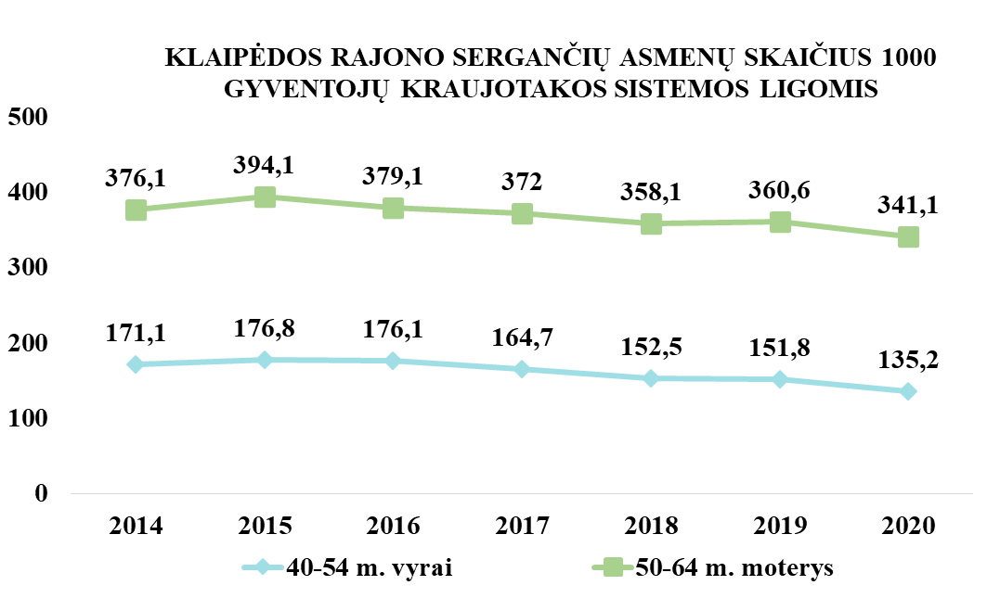 KLAIPĖDOS RAJONO SERGANČIŲ ASMENŲ SKAIČIUS 1000
GYVENTOJŲ KRAUJOTAKOS SISTEMOS LIGOMIS
500
400
300
200
100
0
376,1 394,1 379,1 372 358,1 360,6 341,1
171,1 176,8 176,1 164,7 152,5 151,8 135,2
2014 2015 2016 2017 2018 2019 2020
40-54 m. vyrai 50-64 m. moterys